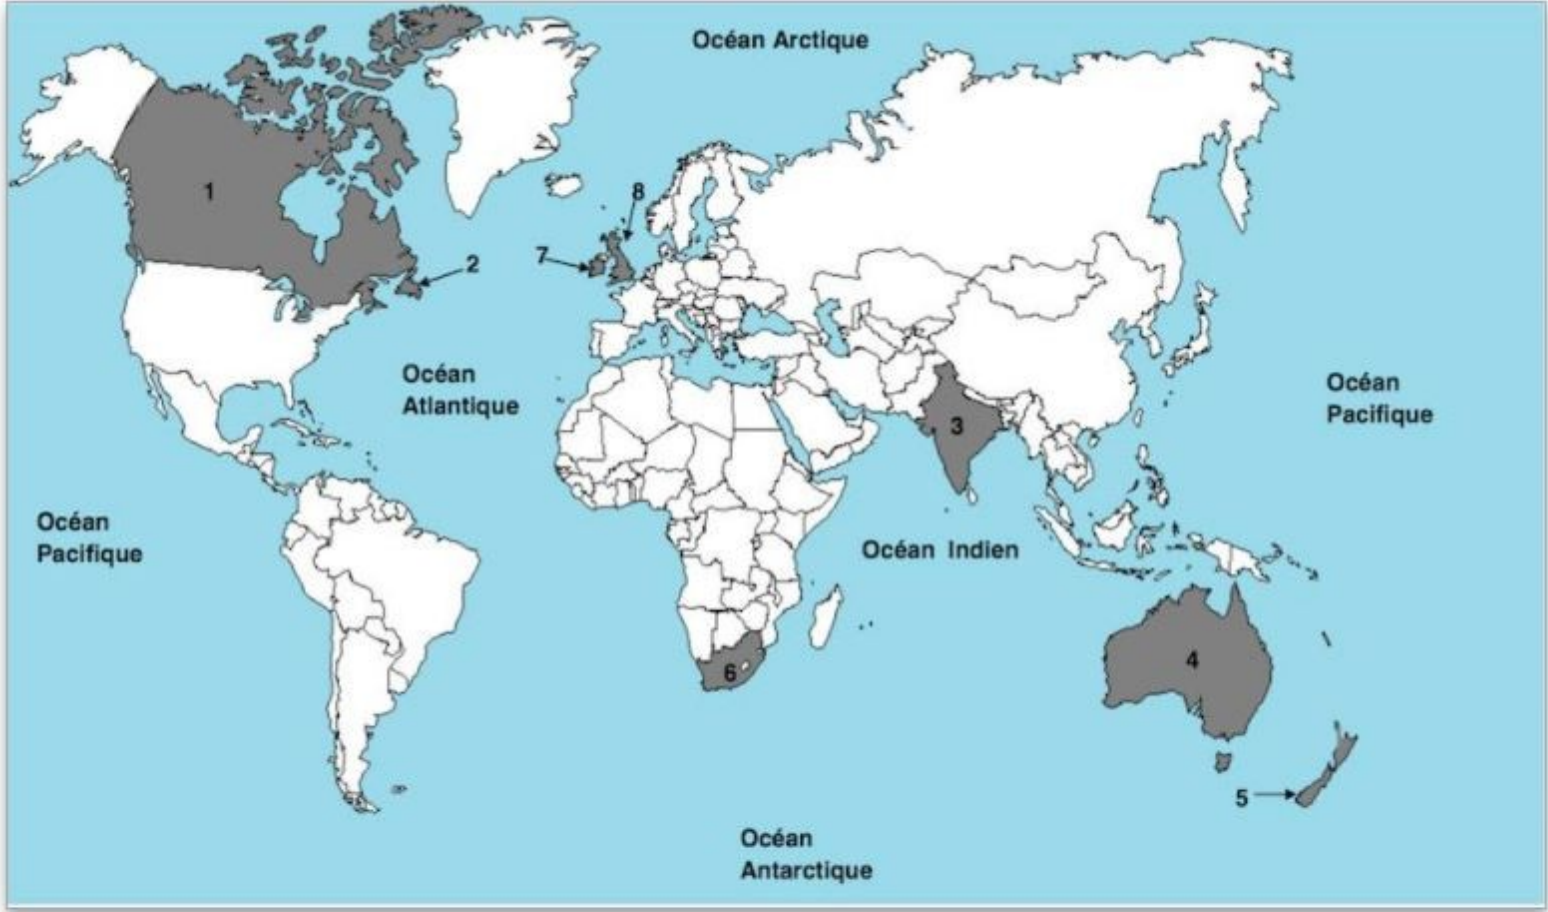 Océan Arctique
1
8
7
2
Océan
Atlantique
Océan
Pacifique
3
Océan
Pacifique
Océan Indien
6
4
5
Océan
Antarctique